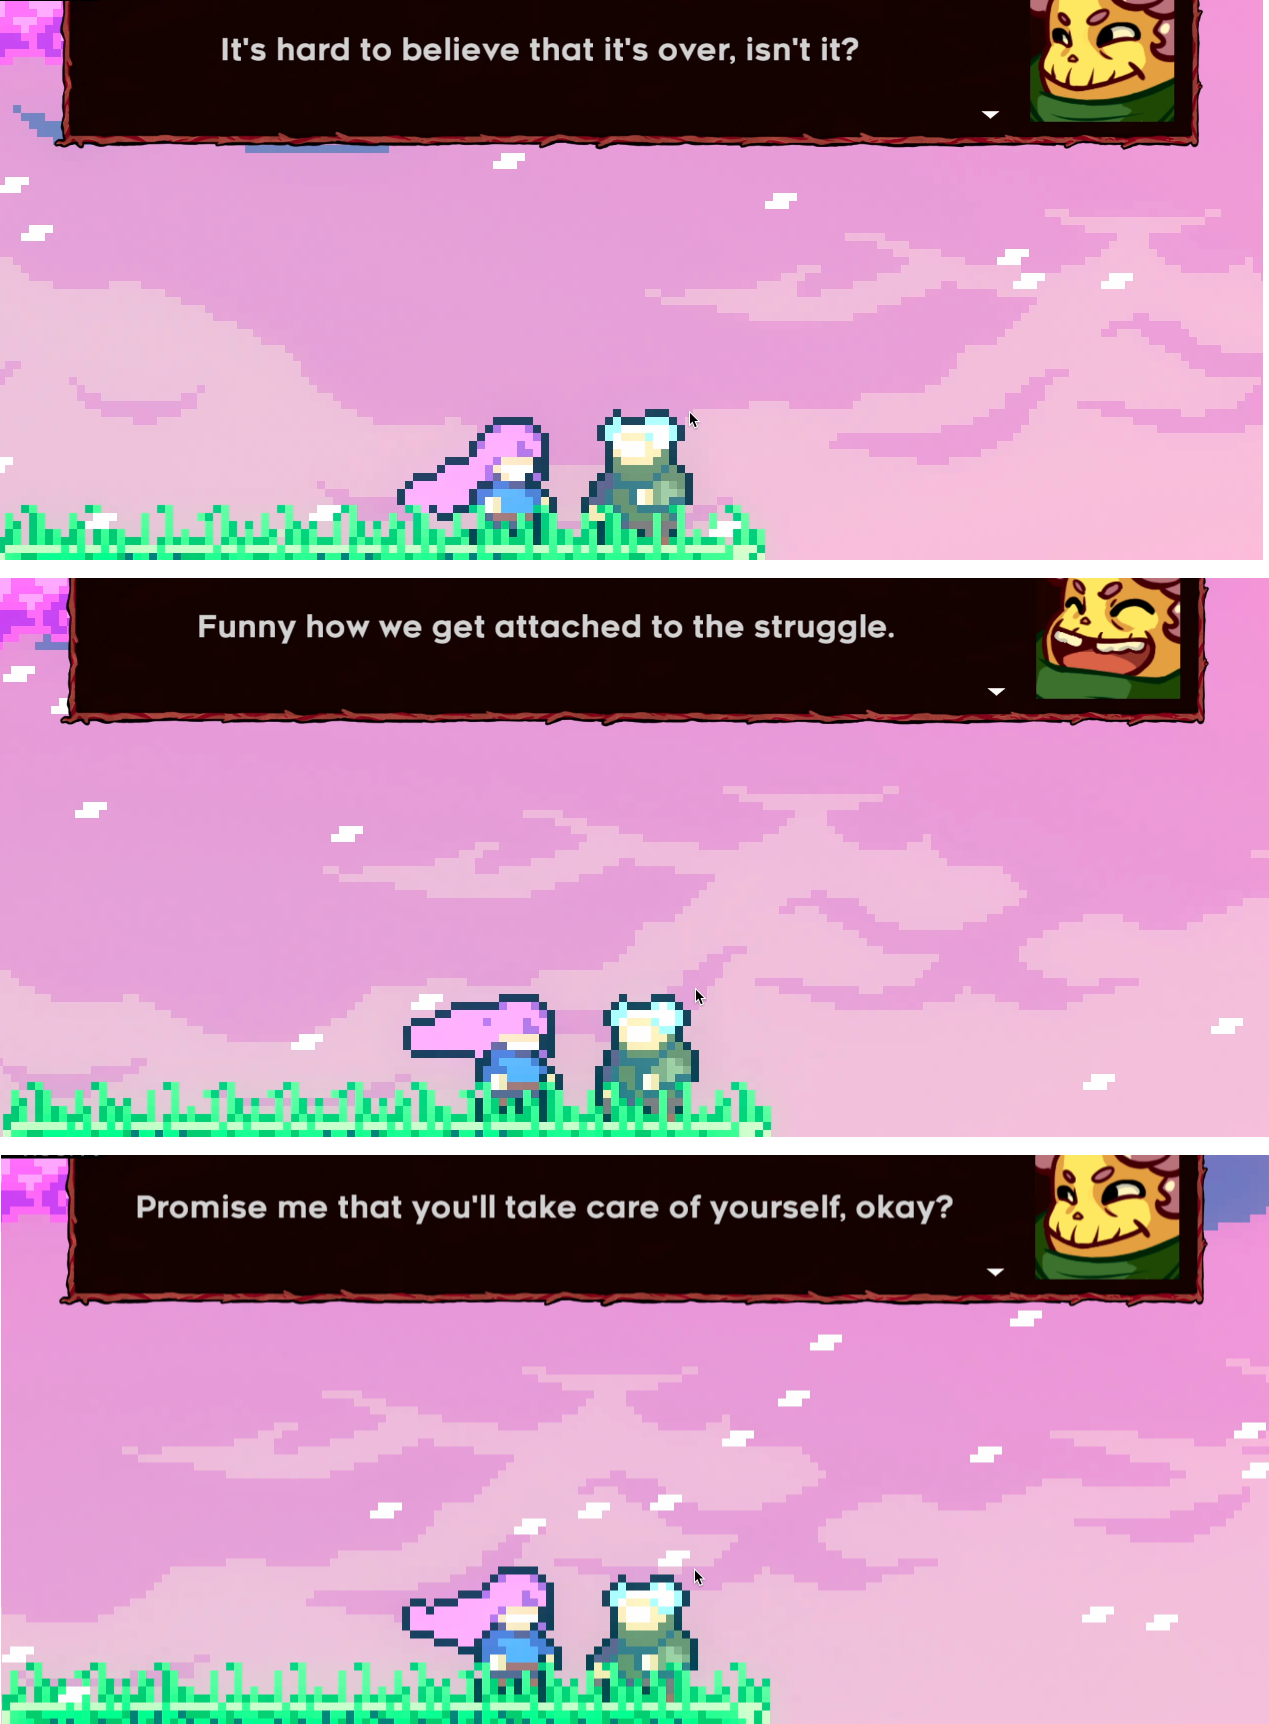 It's hard to believe that it's over, isn't it?
Funny how we get attached to the struggle.
Promise me that you'll take care of yourself, okay?